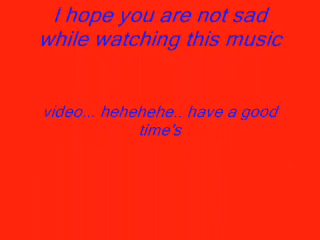 I hope you are not sad
while watching this music
video... hehehehe.. have a good
time's